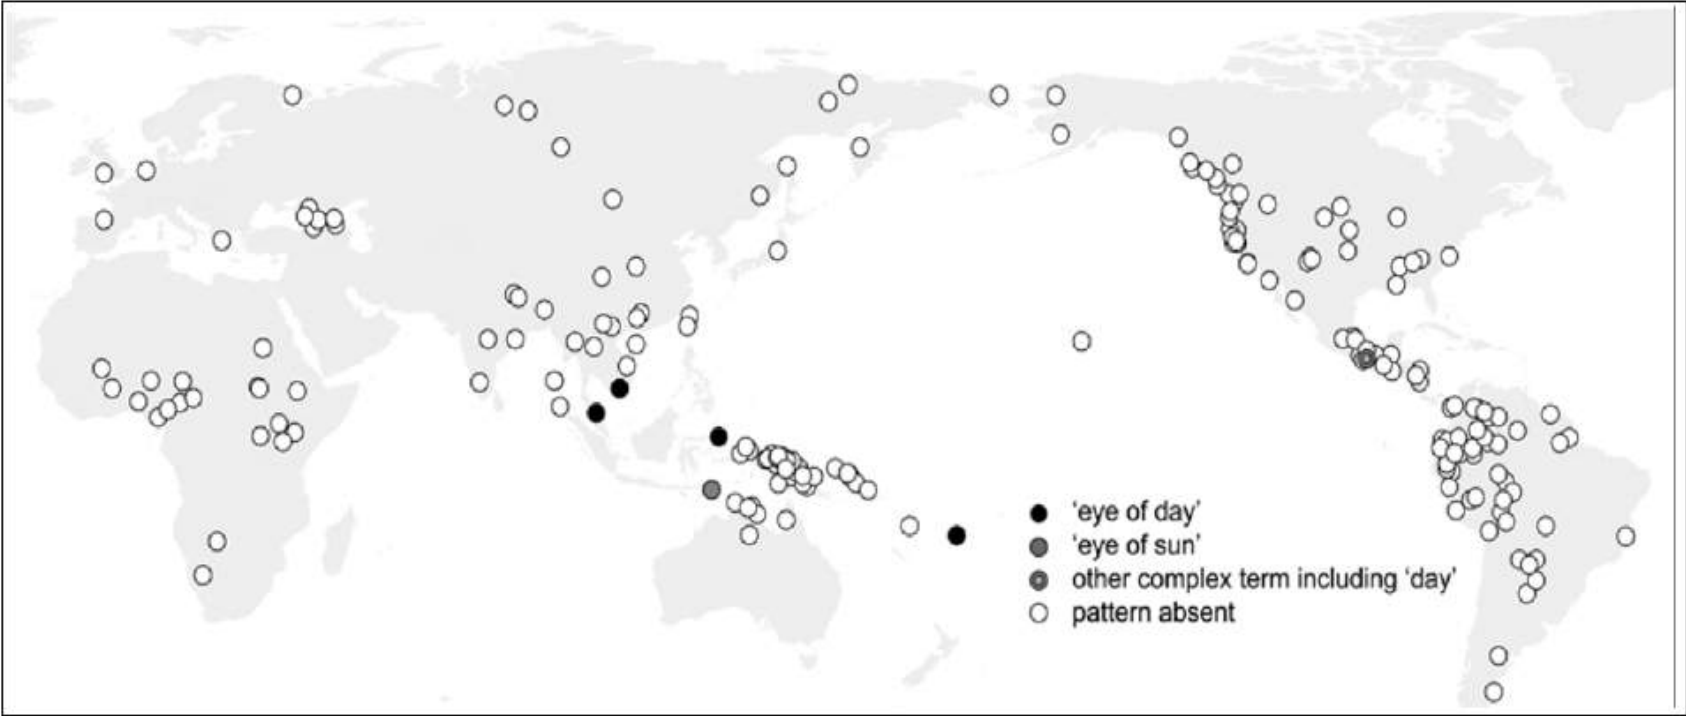 ‘eye of day’
‘eye of sun’
other complex term including ‘day’
pattern absent